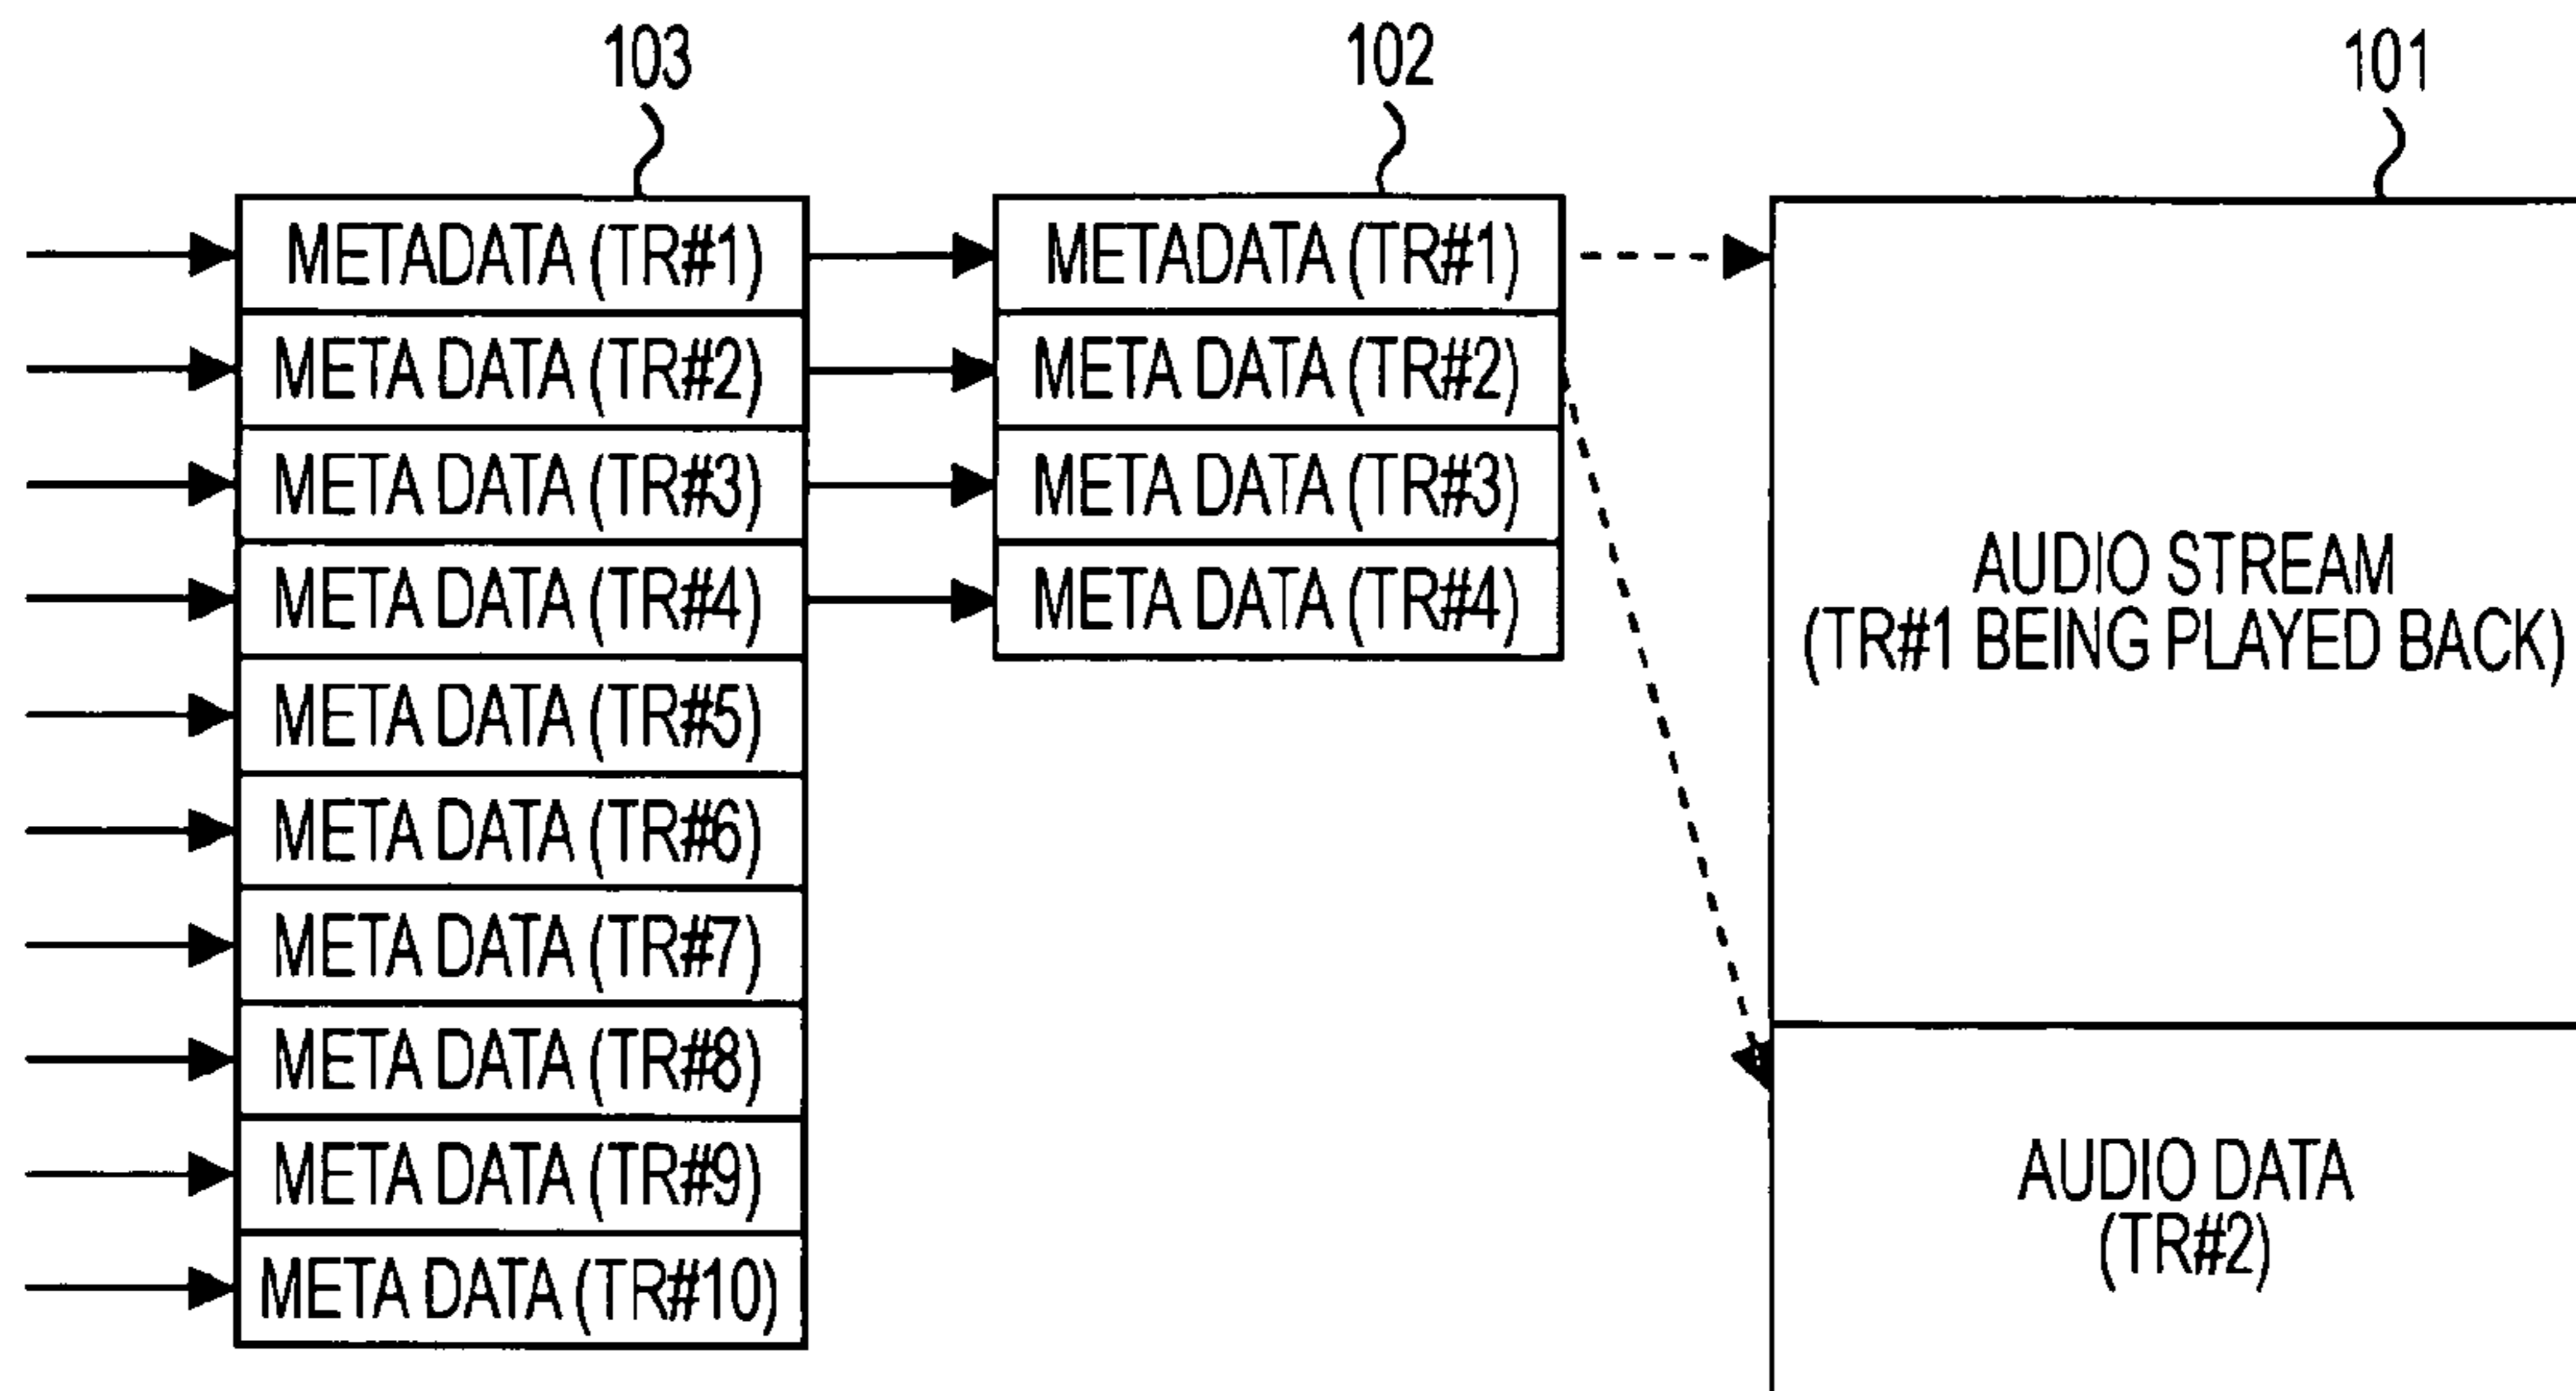 103
102
101
METADATA (TR#1)
META DATA (TR#2)
META DATA (TR#3)
META DATA (TR#4)
META DATA (TR#5)
META DATA (TR#6)
META DATA (TR#7)
META DATA (TR#8)
META DATA (TR#9)
META DATA (TR#10)
METADATA (TR#1)
META DATA (TR#2)
META DATA (TR#3)
META DATA (TR#4)
AUDIO STREAM
(TR#1 BEING PLAYED BACK)
AUDIO DATA
(TR#2)